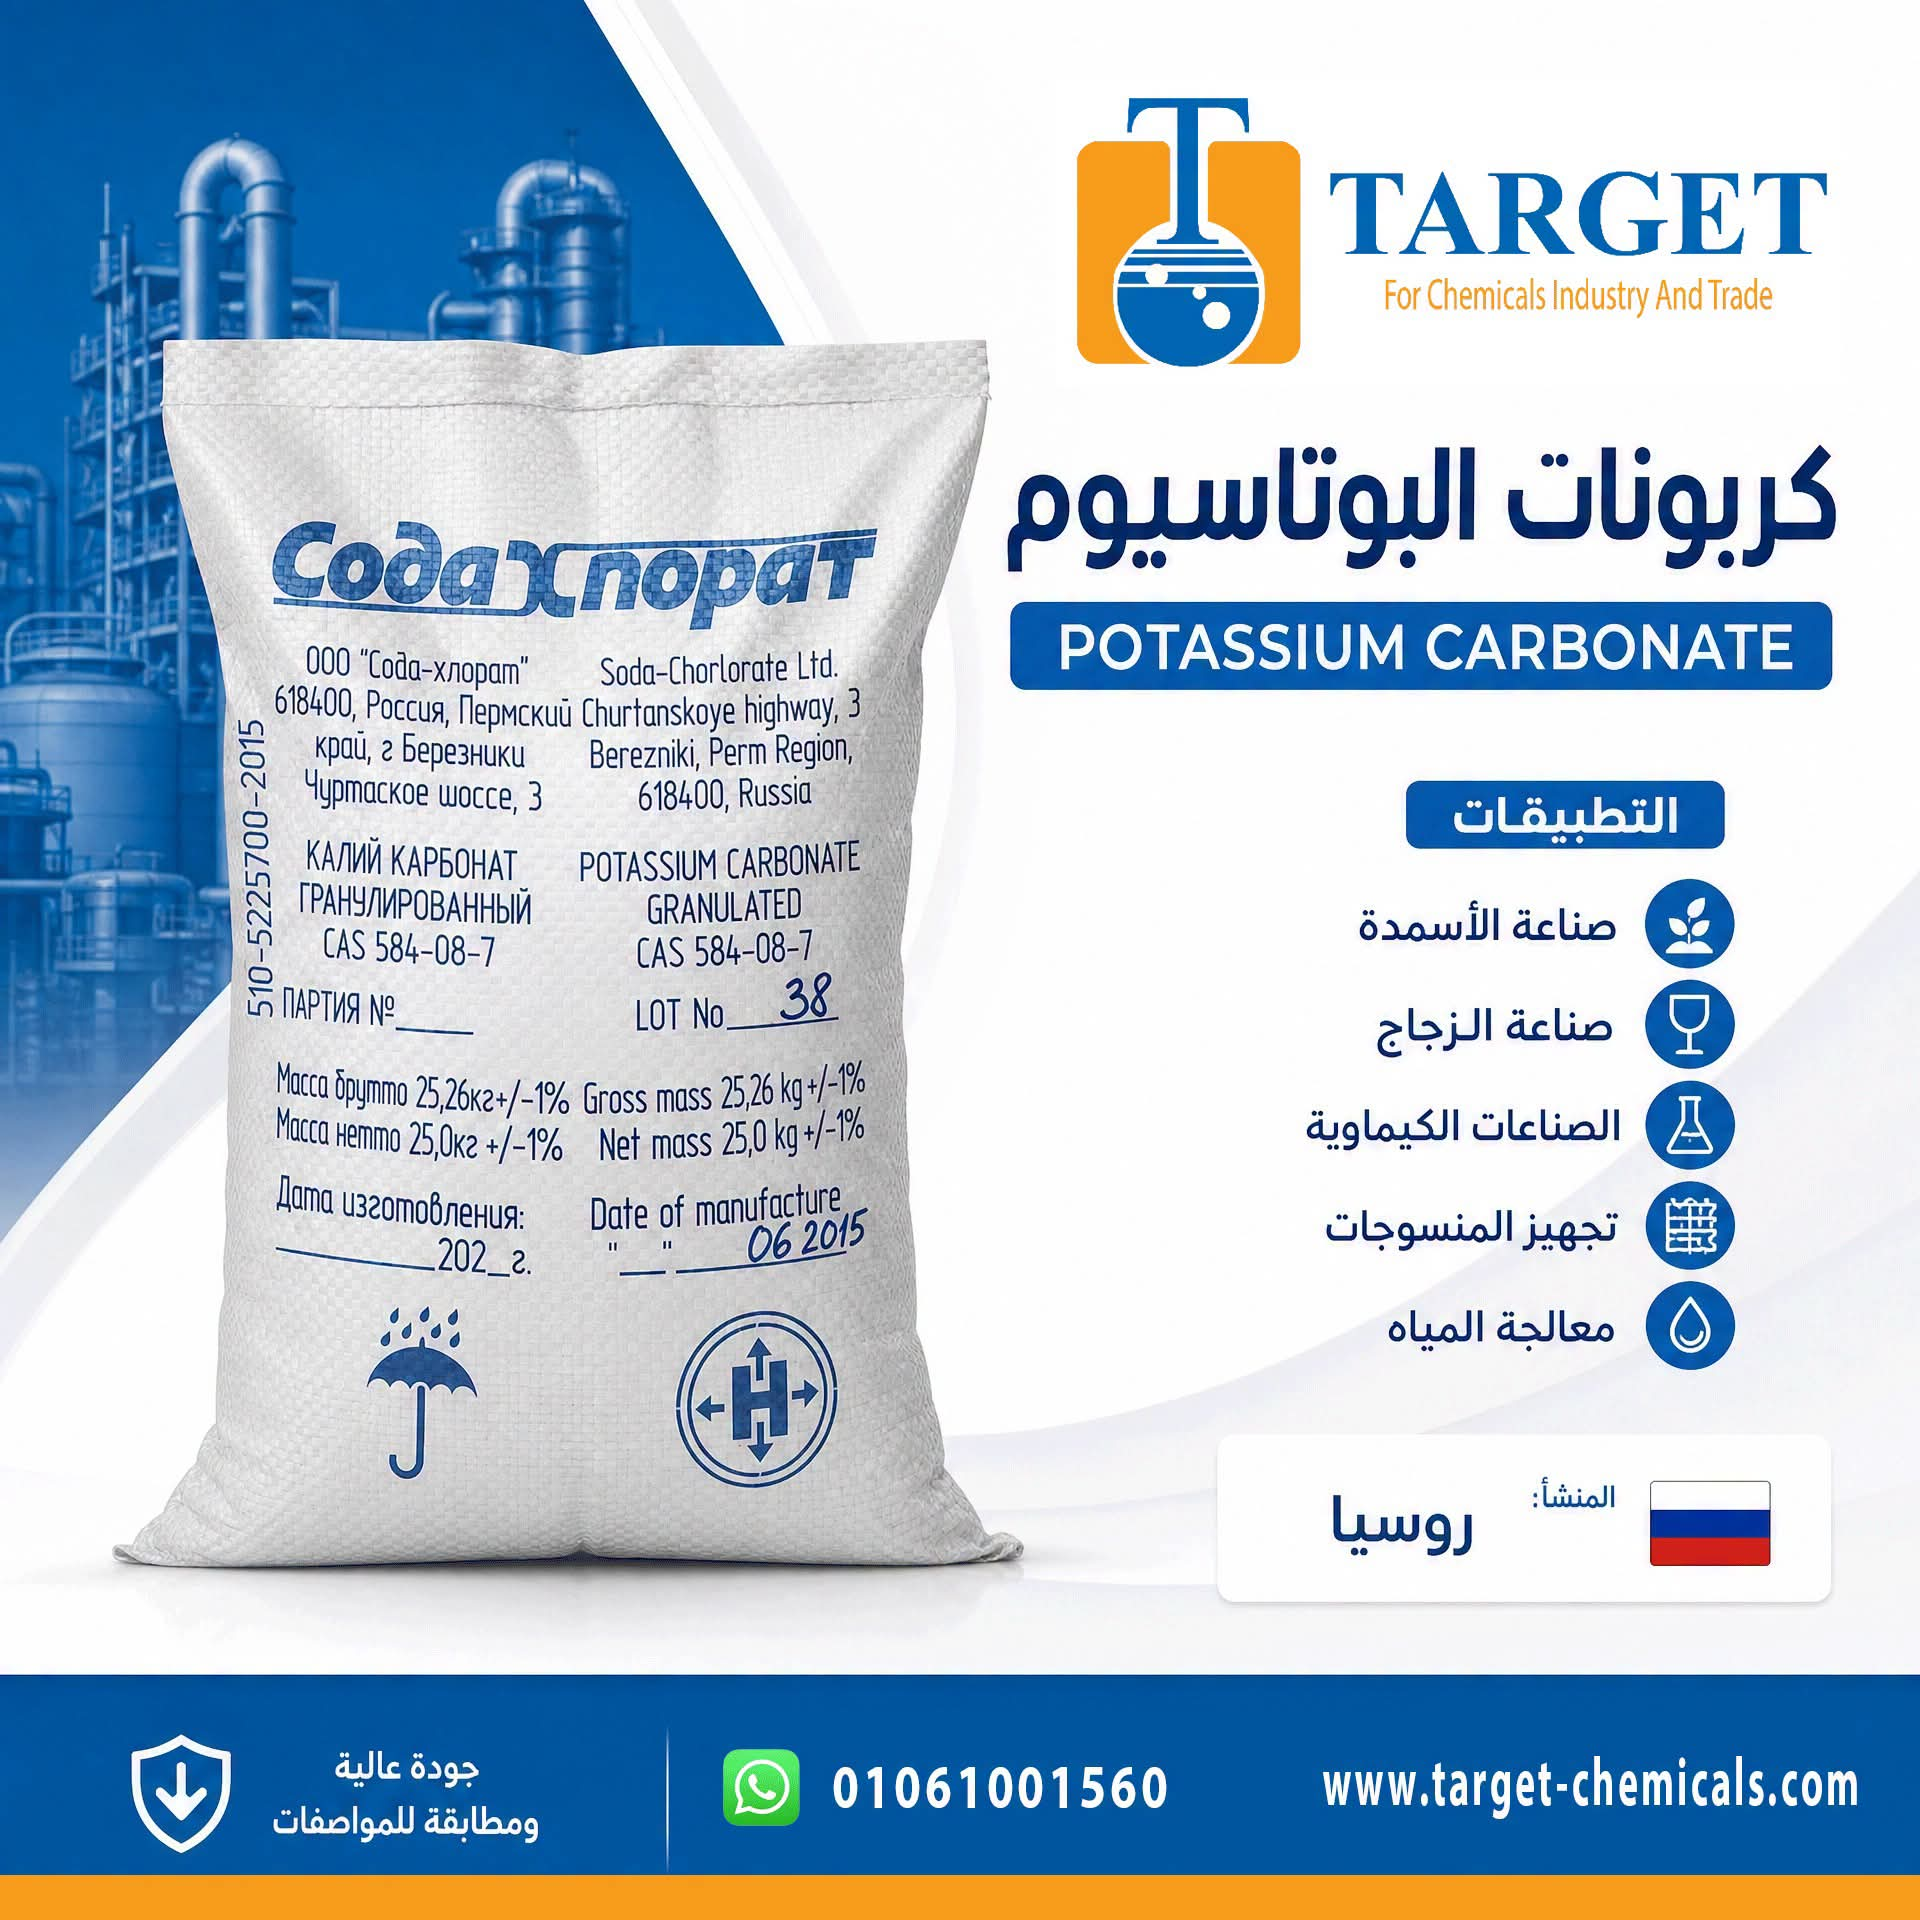 TARGET
For Chemicals Industry And Trade
كربونات البوتاسيوم
POTASSIUM CARBONATE
التطبيقات
صناعة الأسمدة
صناعة الزجاج
الصناعات الكيماوية
تجهيز المنسوجات
معالجة المياه
المنشأ:
روسيا
СодаХлорат
ООО "Сода-хлорат"
618400, Россия, Пермский
край, г Березники
Чуртаское шоссе, 3
Soda-Chorlorate Ltd.
Churtanskoye highway, 3
Berezniki, Perm Region,
618400, Russia
510-5225700-2015
КАЛИЙ КАРБОНАТ
ГРАНУЛИРОВАННЫЙ
CAS 584-08-7
POTASSIUM CARBONATE
GRANULATED
CAS 584-08-7
ПАРТИЯ №____
LOT No 38
Масса брутто 25,26кг+/-1%
Масса нетто 25,0кг +/-1%
Gross mass 25,26 kg+/-1%
Net mass 25,0 kg+/-1%
Дата изготовления:
________202_г.
Date of manufacture
"__" 06 2015
H
جودة عالية
ومطابقة للمواصفات
01061001560
www.target-chemicals.com